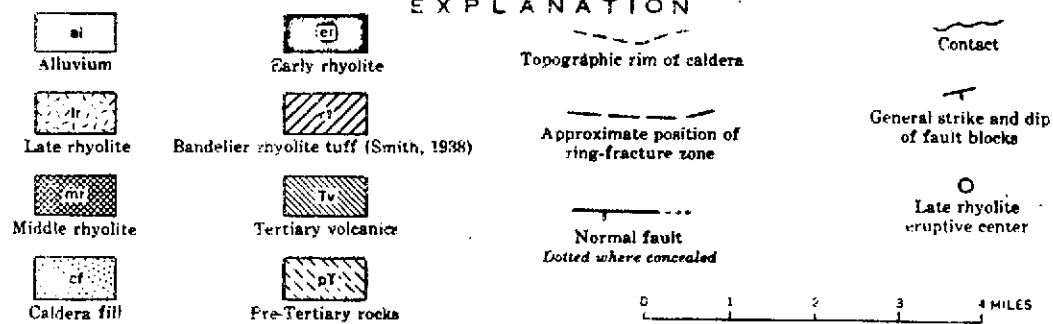 EXPLANATION
al
Alluvium
lr
Late rhyolite
mr
Middle rhyolite
cf
Caldera fill
er
Early rhyolite
Bandelier rhyolite tuff (Smith, 1938)
Tv
Tertiary volcanics
pT
Pre-Tertiary rocks
Topographic rim of caldera
Approximate position of
ring-fracture zone
Normal fault
Dotted where concealed
Contact
General strike and dip
of fault blocks
Late rhyolite
eruptive center
0 1 2 3 4 MILES